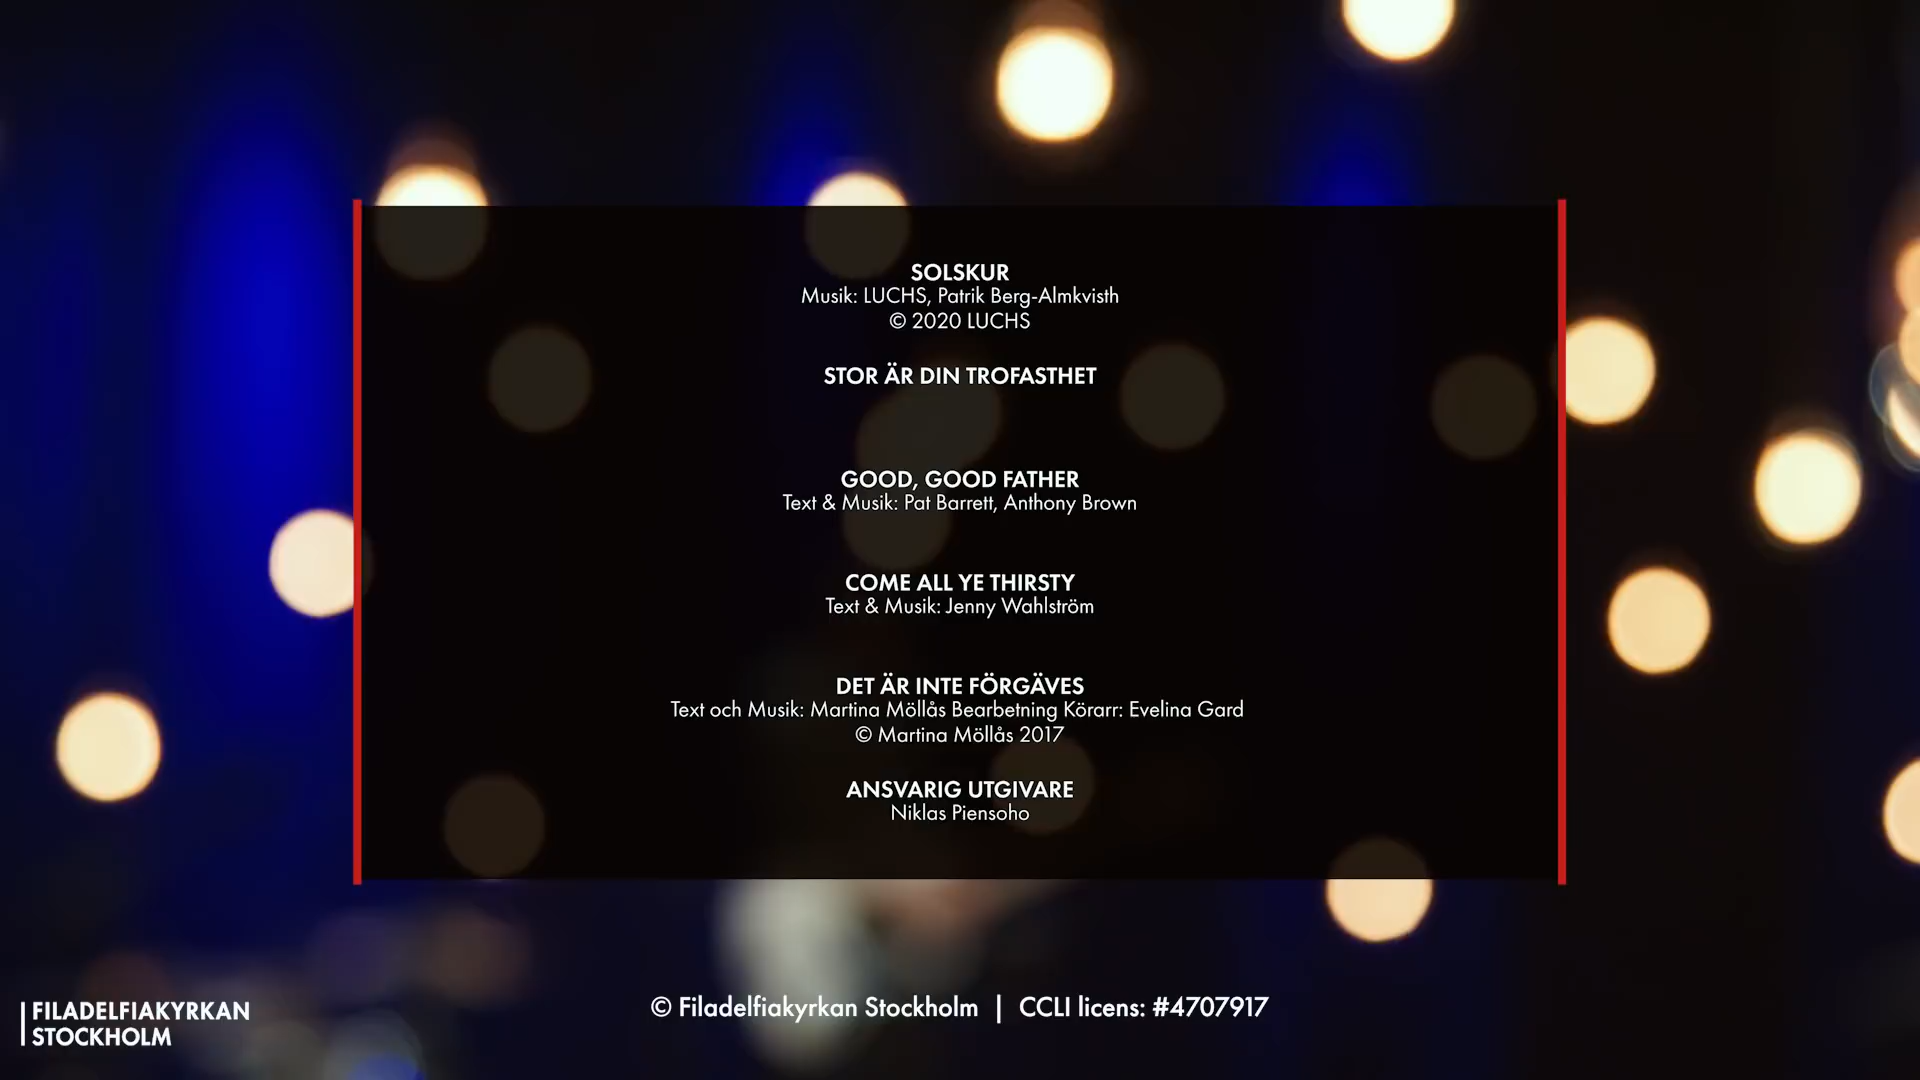 SOLSKUR
Musik: LUCHS, Patrik Berg-Almkvisth
© 2020 LUCHS
STOR ÄR DIN TROFASTHET
GOOD, GOOD FATHER
Text & Musik: Pat Barrett, Anthony Brown
COME ALL YE THIRSTY
Text & Musik: Jenny Wahlström
DET ÄR INTE FÖRGÄVES
Text och Musik: Martina Möllås Bearbetning Körarr: Evelina Gard
© Martina Möllås 2017
ANSVARIG UTGIVARE
Niklas Piensoho
© Filadelfiakyrkan Stockholm | CCLI licens: #4707917
FILADELFIAKYRKAN
STOCKHOLM